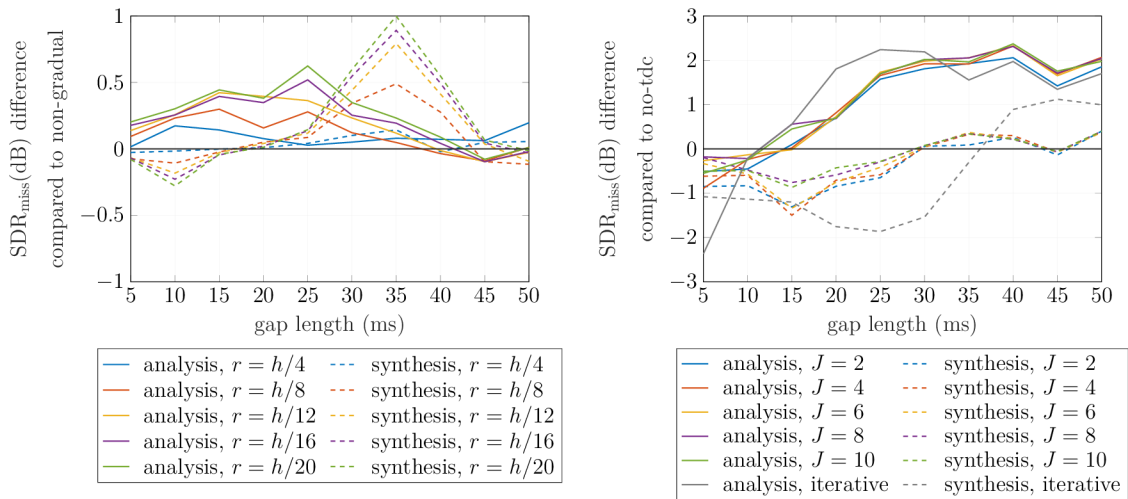 SDR_miss(dB) difference
compared to non-gradual
1
0.5
0
−0.5
−1
5 10 15 20 25 30 35 40 45 50
gap length (ms)
analysis, r = h/4 synthesis, r = h/4
analysis, r = h/8 synthesis, r = h/8
analysis, r = h/12 synthesis, r = h/12
analysis, r = h/16 synthesis, r = h/16
analysis, r = h/20 synthesis, r = h/20
SDR_miss(dB) difference
compared to no-tdc
3
2
1
0
−1
−2
−3
5 10 15 20 25 30 35 40 45 50
gap length (ms)
analysis, J = 2 synthesis, J = 2
analysis, J = 4 synthesis, J = 4
analysis, J = 6 synthesis, J = 6
analysis, J = 8 synthesis, J = 8
analysis, J = 10 synthesis, J = 10
analysis, iterative synthesis, iterative